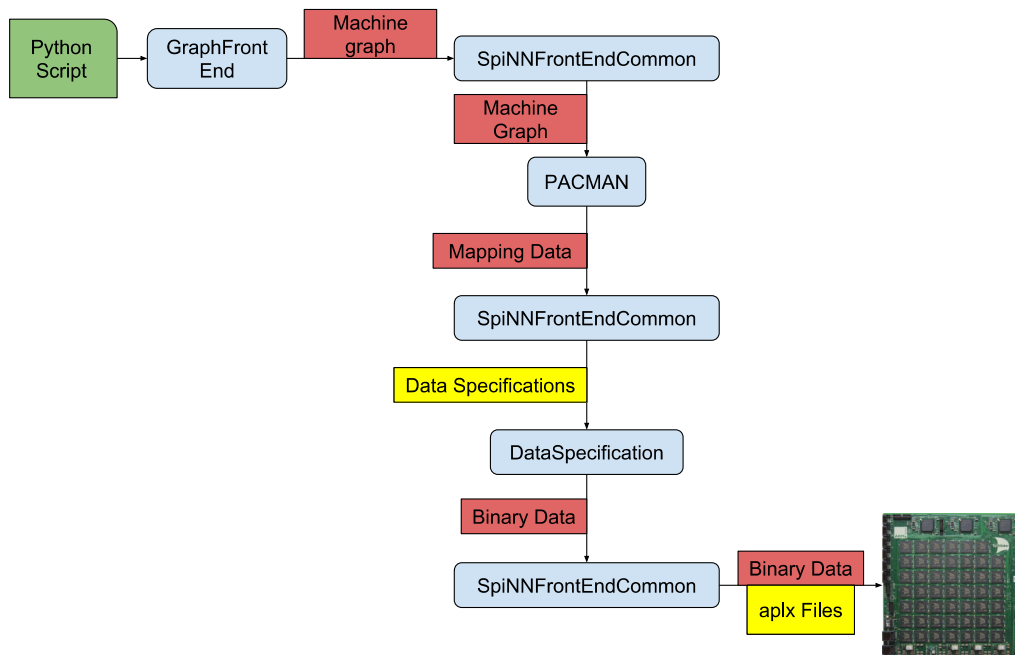 Python
Script
GraphFront
End
Machine
graph
SpiNNFrontEndCommon
Machine
Graph
PACMAN
Mapping Data
SpiNNFrontEndCommon
Data Specifications
DataSpecification
Binary Data
SpiNNFrontEndCommon
Binary Data
aplx Files